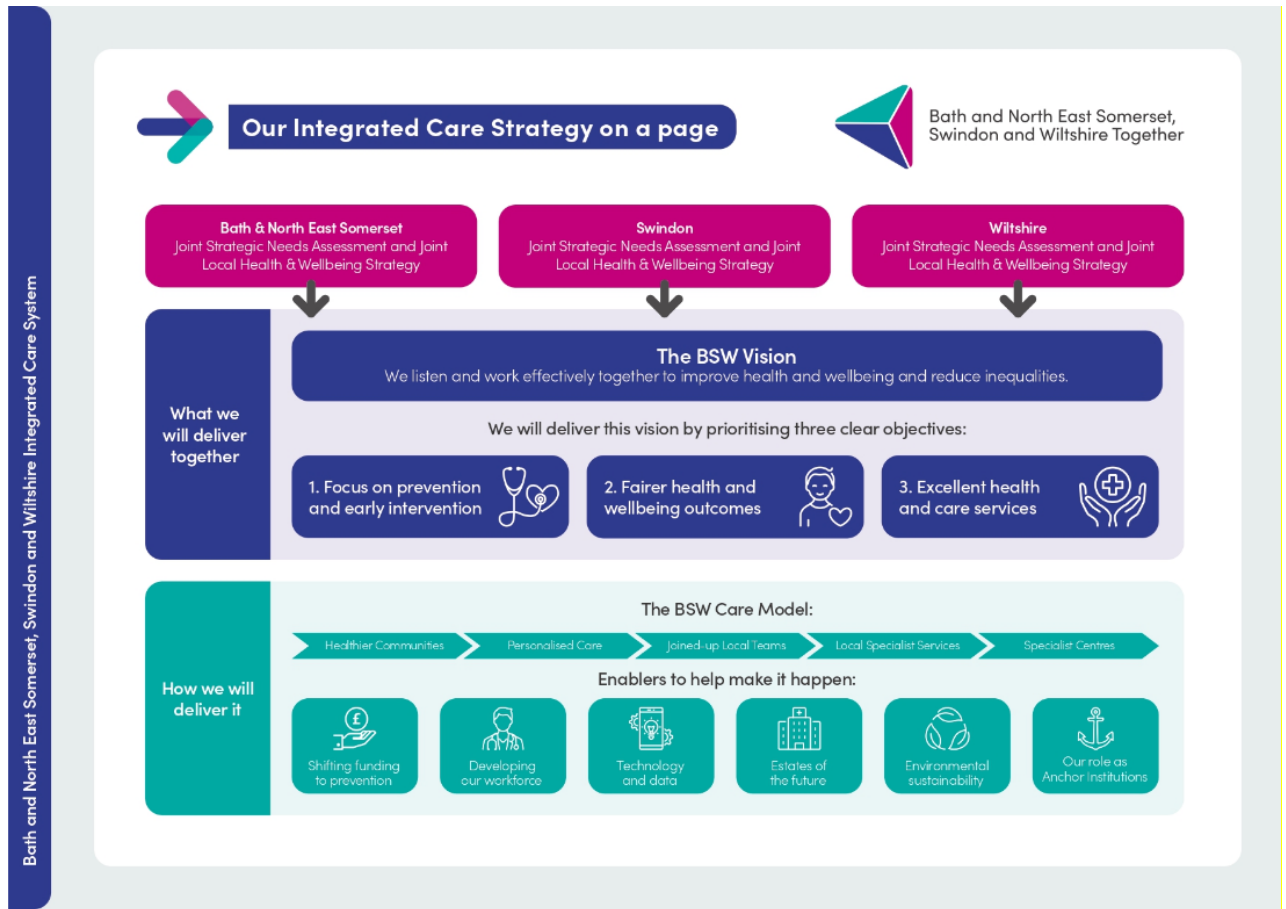 Bath and North East Somerset, Swindon and Wiltshire Integrated Care System
Our Integrated Care Strategy on a page
Bath and North East Somerset,
Swindon and Wiltshire Together
Bath & North East Somerset
Joint Strategic Needs Assessment and Joint
Local Health & Wellbeing Strategy
Swindon
Joint Strategic Needs Assessment and Joint
Local Health & Wellbeing Strategy
Wiltshire
Joint Strategic Needs Assessment and Joint
Local Health & Wellbeing Strategy
What we
will deliver
together
The BSW Vision
We listen and work effectively together to improve health and wellbeing and reduce inequalities.
We will deliver this vision by prioritising three clear objectives:
1. Focus on prevention
and early intervention
2. Fairer health and
wellbeing outcomes
3. Excellent health
and care services
How we will
deliver it
The BSW Care Model:
Healthier Communities
Personalised Care
Joined-up Local Teams
Local Specialist Services
Specialist Centres
Enablers to help make it happen:
£
Shifting funding
to prevention
Developing
our workforce
Technology
and data
Estates of
the future
Environmental
sustainability
Our role as
Anchor Institutions